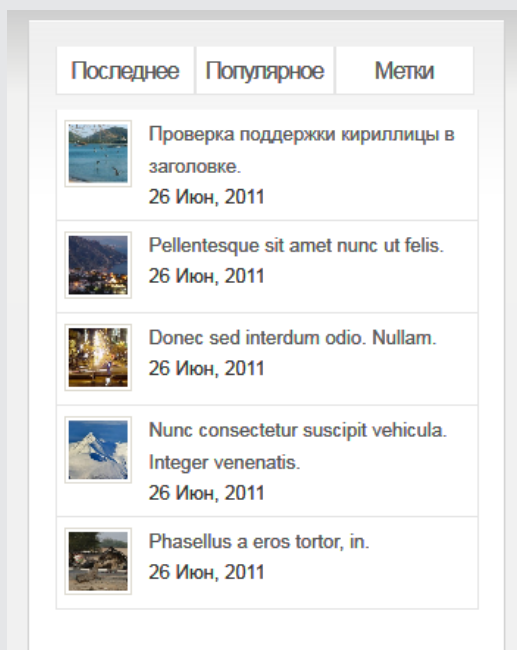 Последнее Популярное Метки
Проверка поддержки кириллицы в
заголовке.
26 Июн, 2011
Pellentesque sit amet nunc ut felis.
26 Июн, 2011
Donec sed interdum odio. Nullam.
26 Июн, 2011
Nunc consectetur suscipit vehicula.
Integer venenatis.
26 Июн, 2011
Phasellus a eros tortor, in.
26 Июн, 2011